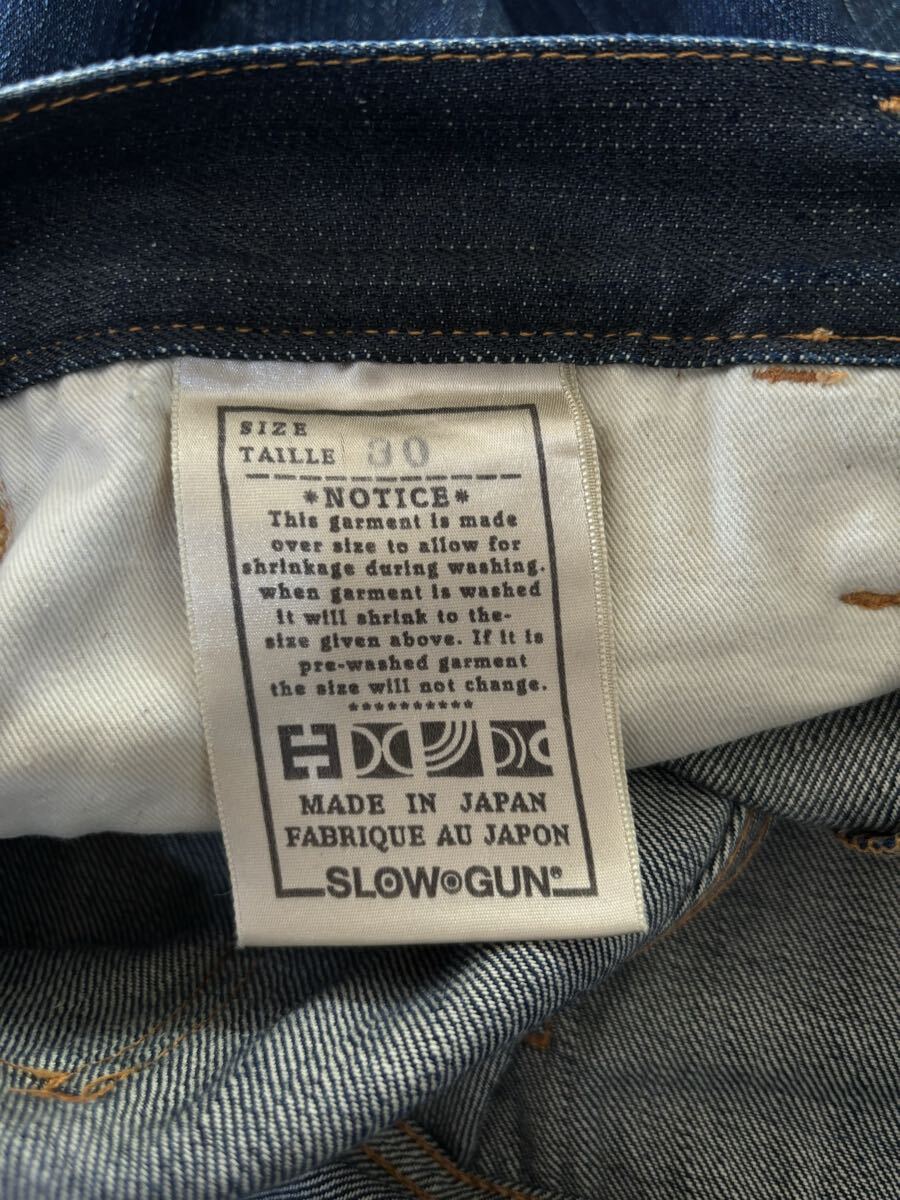 SIZE
TAILLE 30
*NOTICE*
This garment is made
over size to allow for
shrinkage during washing.
when garment is washed
it will shrink to the-
size given above. If it is
pre-washed garment
the size will not change.
**********
MADE IN JAPAN
FABRIQUE AU JAPON
SLOW⊙GUN®